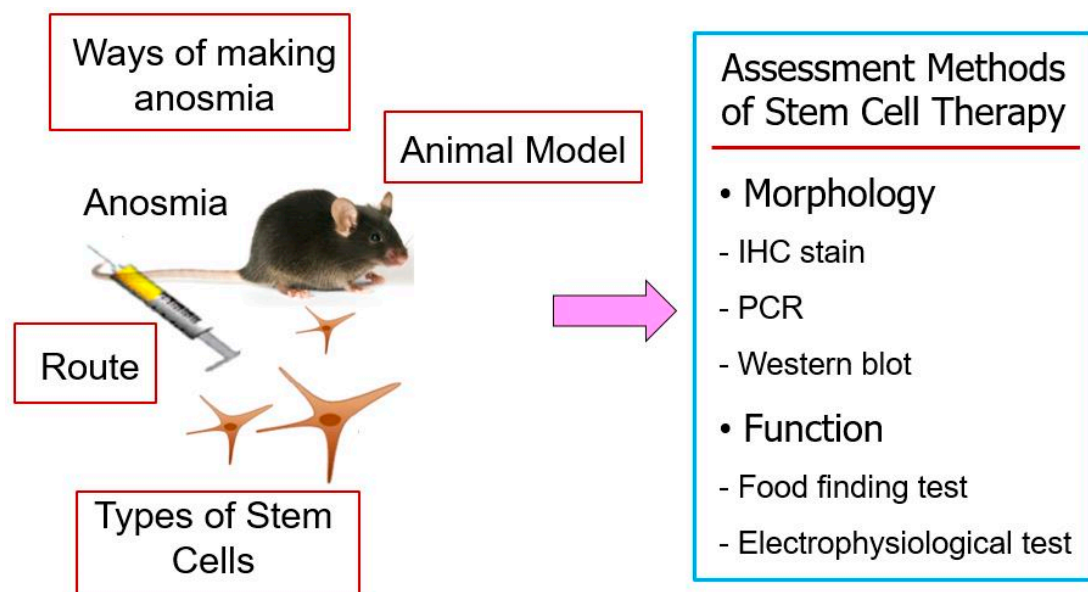 Ways of making
anosmia
Animal Model
Anosmia
Route
Types of Stem
Cells
Assessment Methods
of Stem Cell Therapy
• Morphology
- IHC stain
- PCR
- Western blot
• Function
- Food finding test
- Electrophysiological test